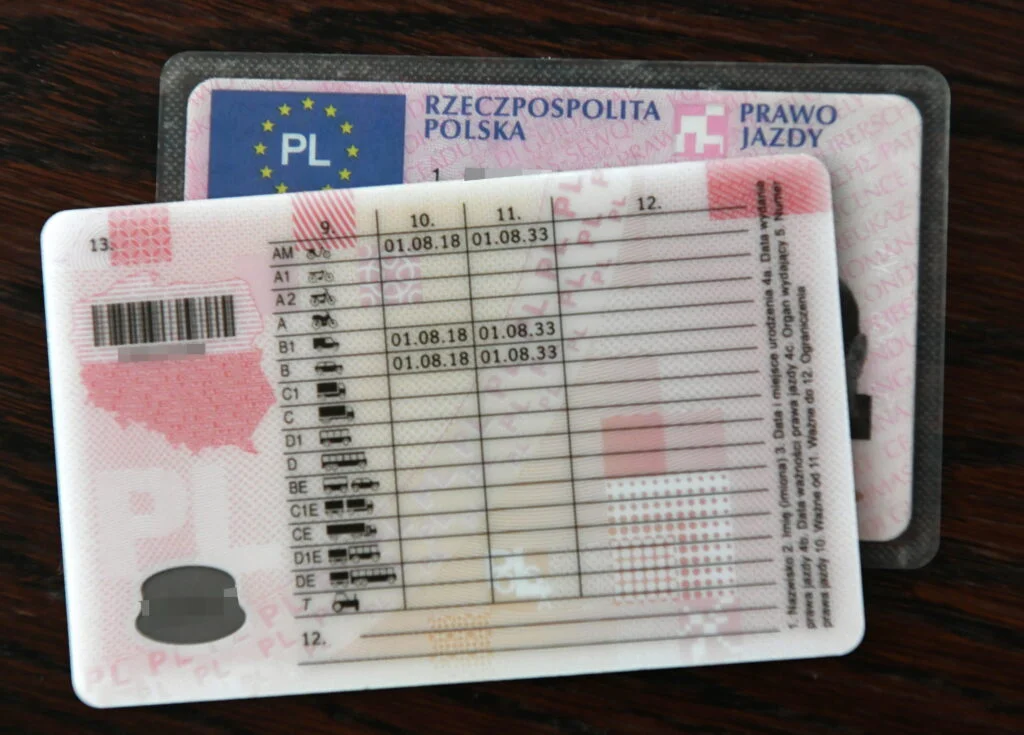 PL
RZECZPOSPOLITA
POLSKA
PRAWO
JAZDY
1.
13.
9. 10. 11. 12.
AM 01.08.18 01.08.33
A1
A2
A
B1 01.08.18 01.08.33
B 01.08.18 01.08.33
C1
C
D1
D
BE
C1E
CE
D1E
DE
T
12.
PL
1. Nazwisko 2. Imię (imiona) 3. Data i miejsce urodzenia 4a. Data wydania
prawa jazdy 4b. Data ważności prawa jazdy 4c. Organ wydający 5. Numer
prawa jazdy 10. Ważne od 11. Ważne do 12. Ograniczenia